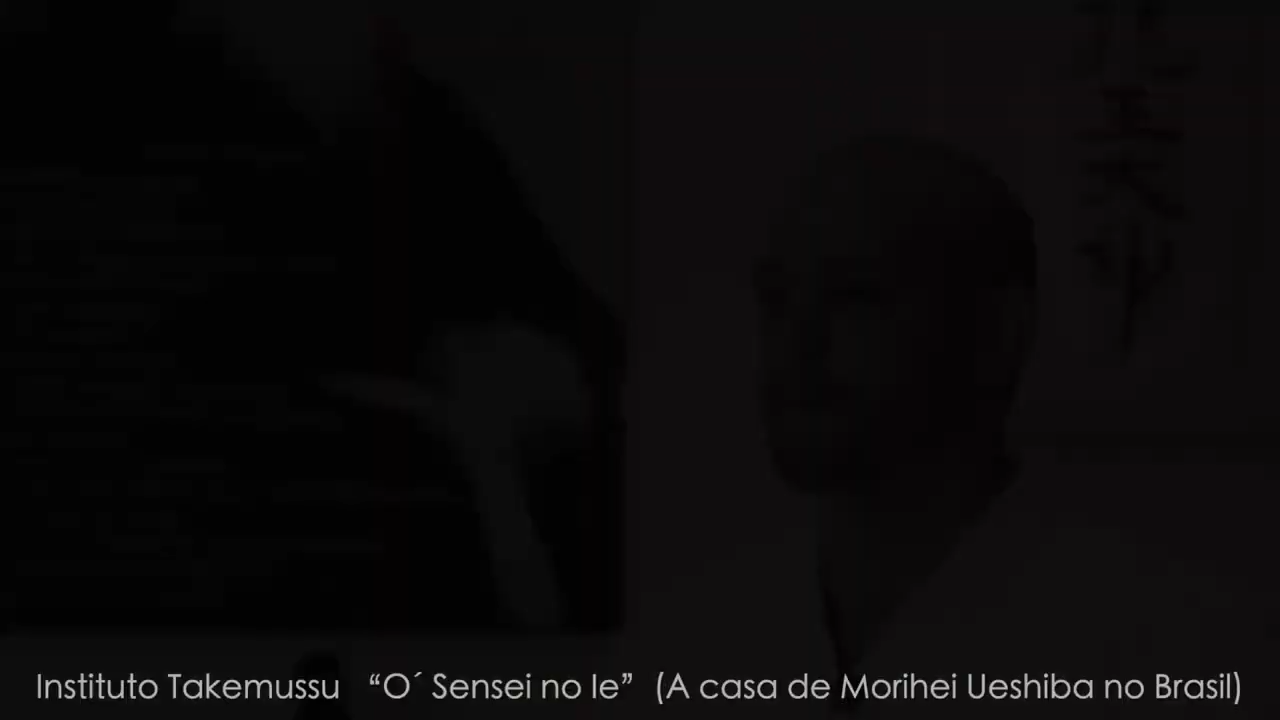 Instituto Takemussu “O´ Sensei no Ie” (A casa de Morihei Ueshiba no Brasil)